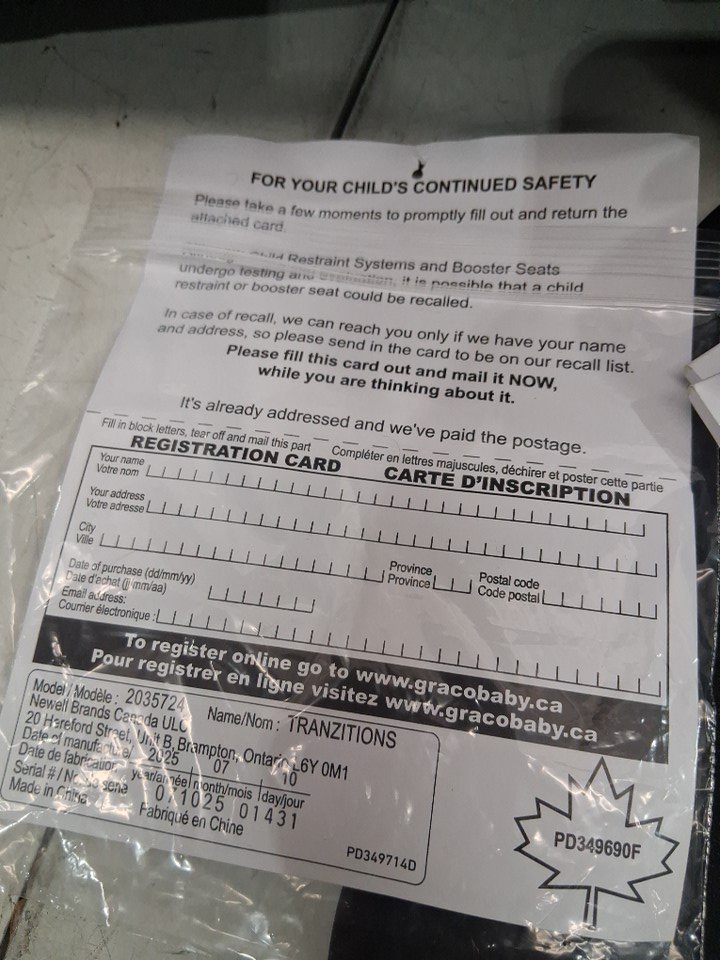 FOR YOUR CHILD'S CONTINUED SAFETY
Please take a few moments to promptly fill out and return the
attached card.
Child Restraint Systems and Booster Seats
undergo testing and evaluation, it is possible that a child
restraint or booster seat could be recalled.
In case of recall, we can reach you only if we have your name
and address, so please send in the card to be on our recall list.
Please fill this card out and mail it NOW,
while you are thinking about it.
It's already addressed and we've paid the postage.
Fill in block letters, tear off and mail this part
Compléter en lettres majuscules, déchirer et poster cette partie
REGISTRATION CARD
CARTE D'INSCRIPTION
Your name
Votre nom
Your address
Votre adresse
City
Ville
Province
Province
Postal code
Code postal
Date of purchase (dd/mm/yy)
Date d'achat (jj/mm/aa)
Email address:
Courrier électronique :
To register online go to www.gracobaby.ca
Pour registrer en ligne visitez www.gracobaby.ca
Model / Modèle : 2035724
Name/Nom : TRANZITIONS
Newell Brands Canada ULC
20 Hereford Street, Unit B, Brampton, Ontario L6Y 0M1
Date of manufacture/ 2025 07 10
Date de fabrication year/année month/mois day/jour
Serial # / No. de série 071025 01431
Made in China
Fabriqué en Chine
PD349714D
PD349690F